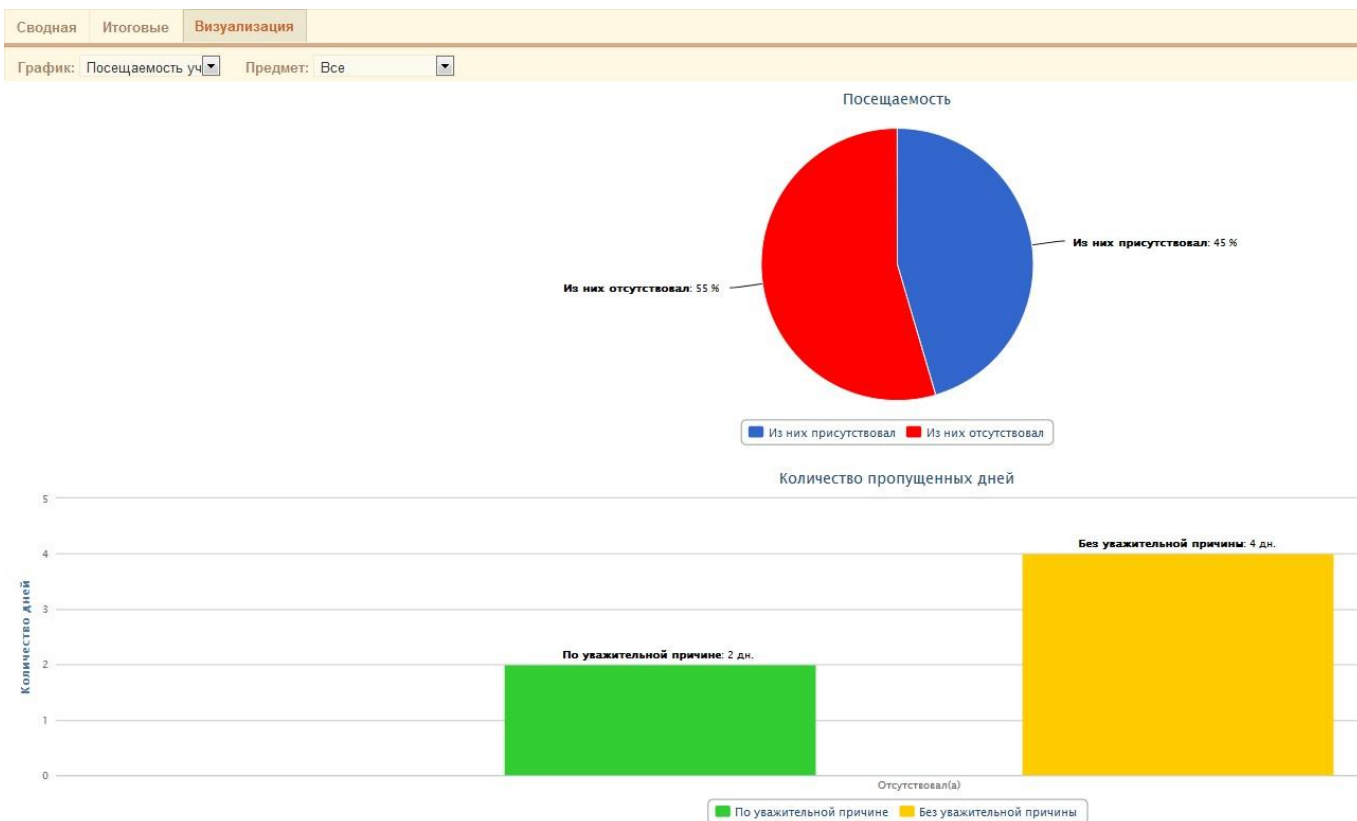 Сводная Итоговые Визуализация
График: Посещаемость уч Предмет: Все
Посещаемость
Из них присутствовал: 45 %
Из них отсутствовал: 55 %
Из них присутствовал Из них отсутствовал
Количество пропущенных дней
5
Без уважительной причины: 4 дн.
4
Количество дней
3
По уважительной причине: 2 дн.
2
1
0
Отсутствовал(а)
По уважительной причине Без уважительной причины